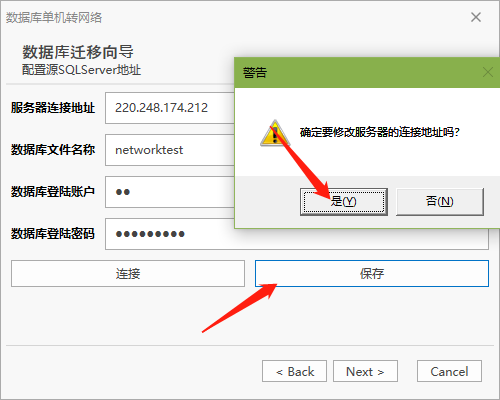 数据库单机转网络
数据库迁移向导
配置源SQLServer地址
服务器连接地址
220.248.174.212
数据库文件名称
networktest
数据库登陆账户
●●
数据库登陆密码
●●●●●●●●●
连接
保存
< Back
Next >
Cancel
警告
确定要修改服务器的连接地址吗?
是(Y)
否(N)